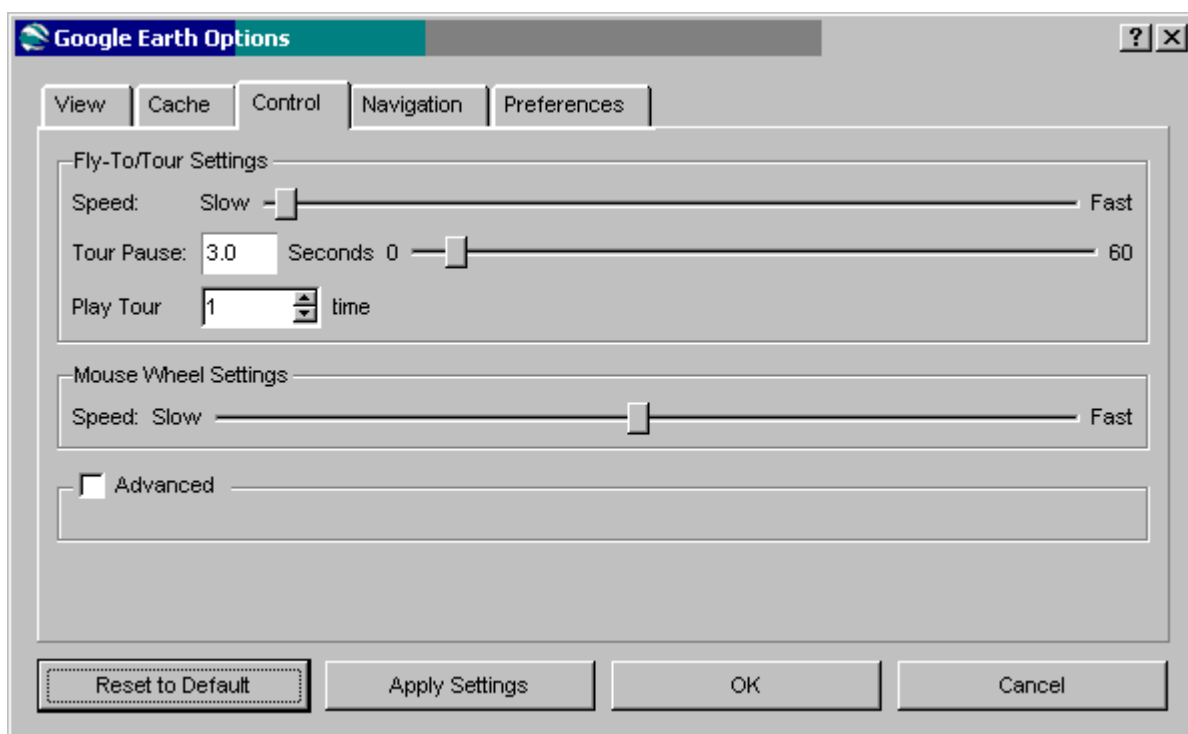 Google Earth Options ? X
View Cache Control Navigation Preferences
Fly-To/Tour Settings
Speed: Slow Fast
Tour Pause: 3.0 Seconds 0 60
Play Tour 1 time
Mouse Wheel Settings
Speed: Slow Fast
Advanced
Reset to Default Apply Settings OK Cancel